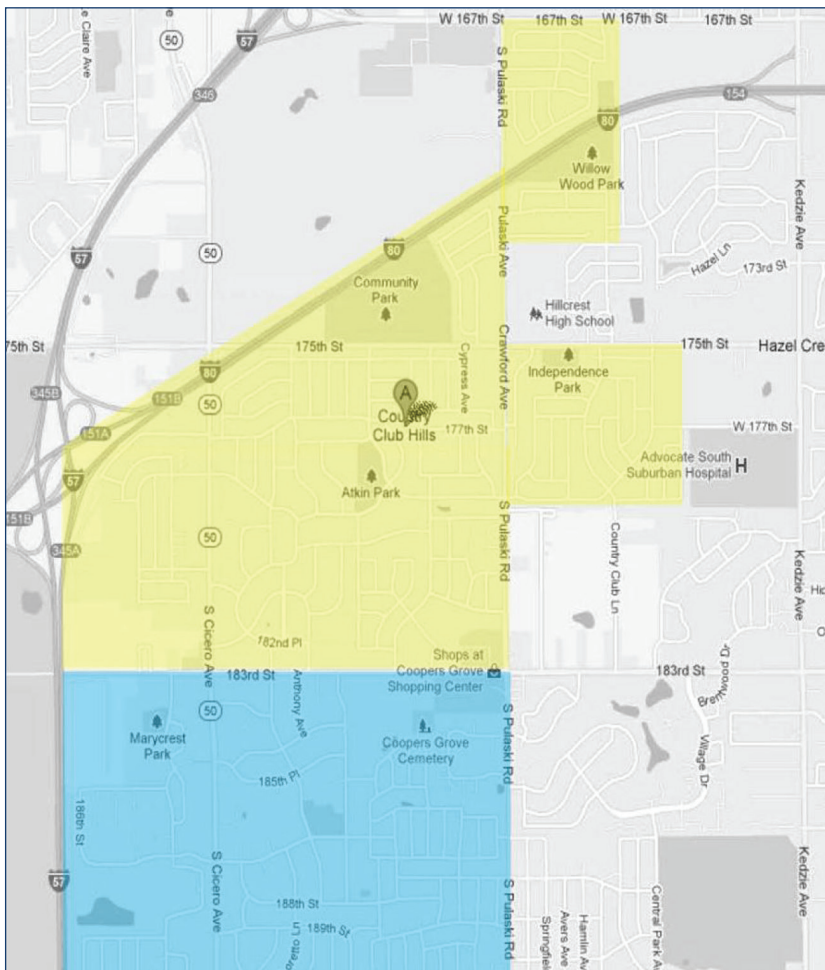 W 167th St
167th St
W 167th St
167th St
e Claire Ave
e
50
57
S Pulaski Rd
346
154
80
Willow
Wood Park
Kedzie Ave
Pulaski Ave
50
80
57
Hazel Ln
173rd St
Community
Park
Hillcrest
High School
75th St
175th St
175th St
Hazel Cre
Crawford Ave
Cypress Ave
Independence
Park
80
345B
151B
50
A
Country
Club Hills
177th St
W 177th St
151A
Advocate South
Suburban Hospital
H
57
Atkin Park
151B
50
S Pulaski Rd
Country Club Ln
Kedzie Ave
345A
Hic
O
S Cicero Ave
182nd Pl
Shops at
Coopers Grove
Shopping Center
183rd St
183rd St
Brentwood Dr
50
Anthony Ave
Marycrest
Park
Coopers Grove
Cemetery
S Pulaski Rd
Village Dr
185th Pl
186th St
S Cicero Ave
57
188th St
189th St
S Pulaski Rd
Springfiel
Avers Ave
Hamlin Av
Central Park A
Kedzie Ave